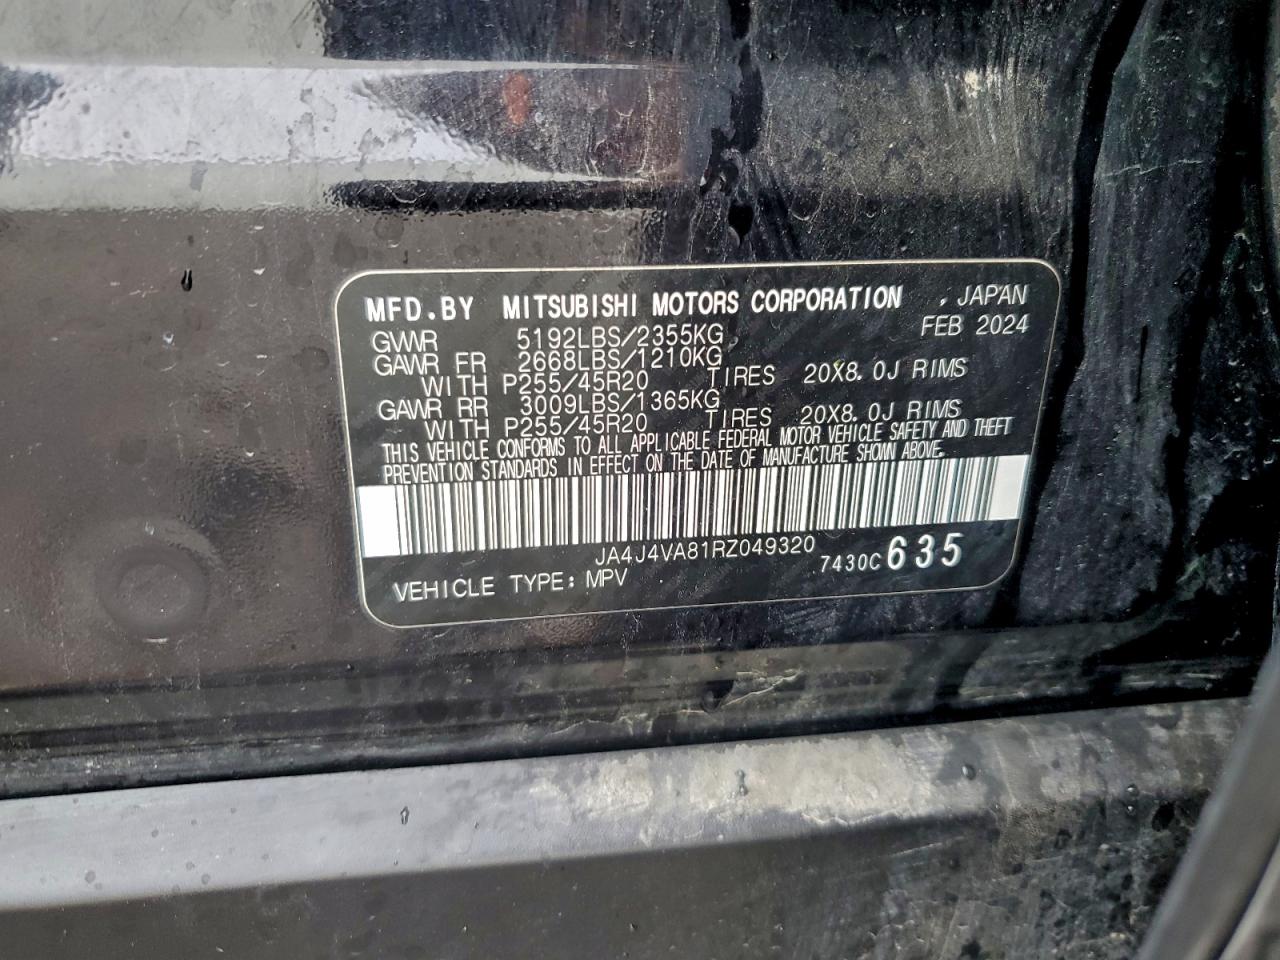 MFD.BY MITSUBISHI MOTORS CORPORATION , JAPAN
GVWR 5192LBS/2355KG FEB 2024
GAWR FR 2668LBS/1210KG
WITH P255/45R20 TIRES 20X8.0J RIMS
GAWR RR 3009LBS/1365KG
WITH P255/45R20 TIRES 20X8.0J RIMS
THIS VEHICLE CONFORMS TO ALL APPLICABLE FEDERAL MOTOR VEHICLE SAFETY AND THEFT
PREVENTION STANDARDS IN EFFECT ON THE DATE OF MANUFACTURE SHOWN ABOVE.
JA4J4VA81RZ049320
VEHICLE TYPE: MPV 7430C635